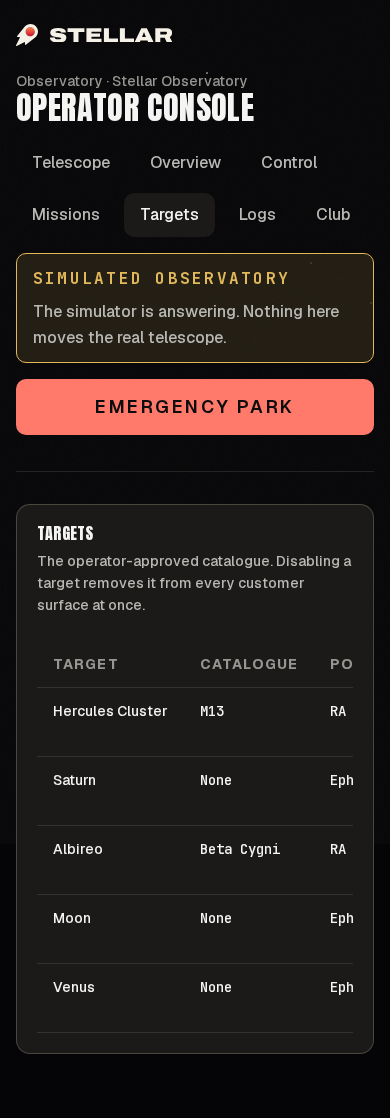 STELLAR
Observatory · Stellar Observatory
OPERATOR CONSOLE
Telescope Overview Control
Missions Targets Logs Club
SIMULATED OBSERVATORY
The simulator is answering. Nothing here
moves the real telescope.
EMERGENCY PARK
TARGETS
The operator-approved catalogue. Disabling a
target removes it from every customer
surface at once.
TARGET CATALOGUE PO
Hercules Cluster M13 RA
Saturn None Eph
Albireo Beta Cygni RA
Moon None Eph
Venus None Eph